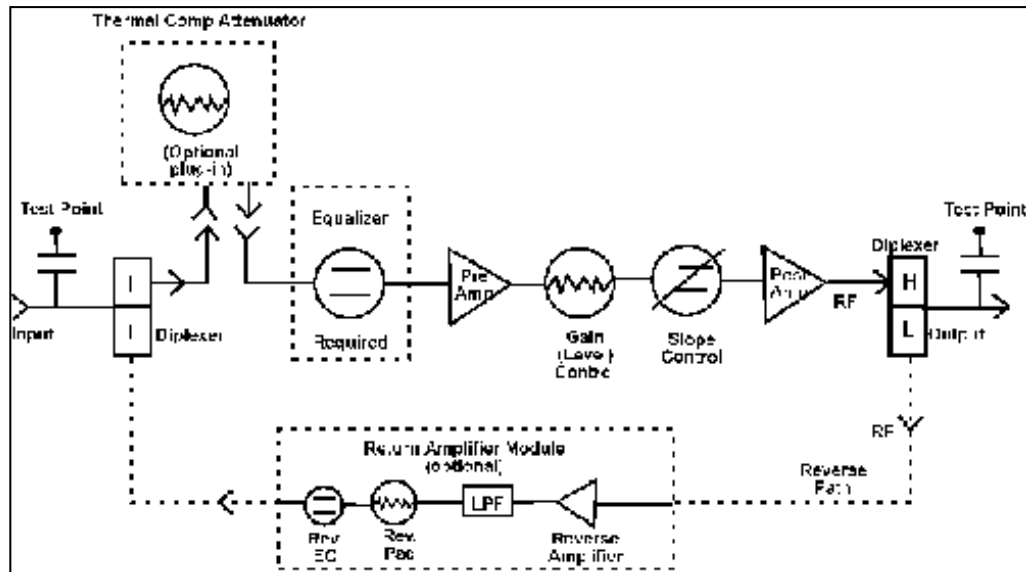 Thermal Comp Attenuator
(Optional
plug-in)
Test Point
Input
I
I
Diplexer
Equalizer
Required
Pre
Amp
Gain
(Level)
Control
Slope
Control
Post
Amp
RF
Diplexer
H
L
Test Point
Output
RF
Reverse
Path
Return Amplifier Module
(optional)
Rev
EQ
Rev
Pad
LPF
Reverse
Amplifier